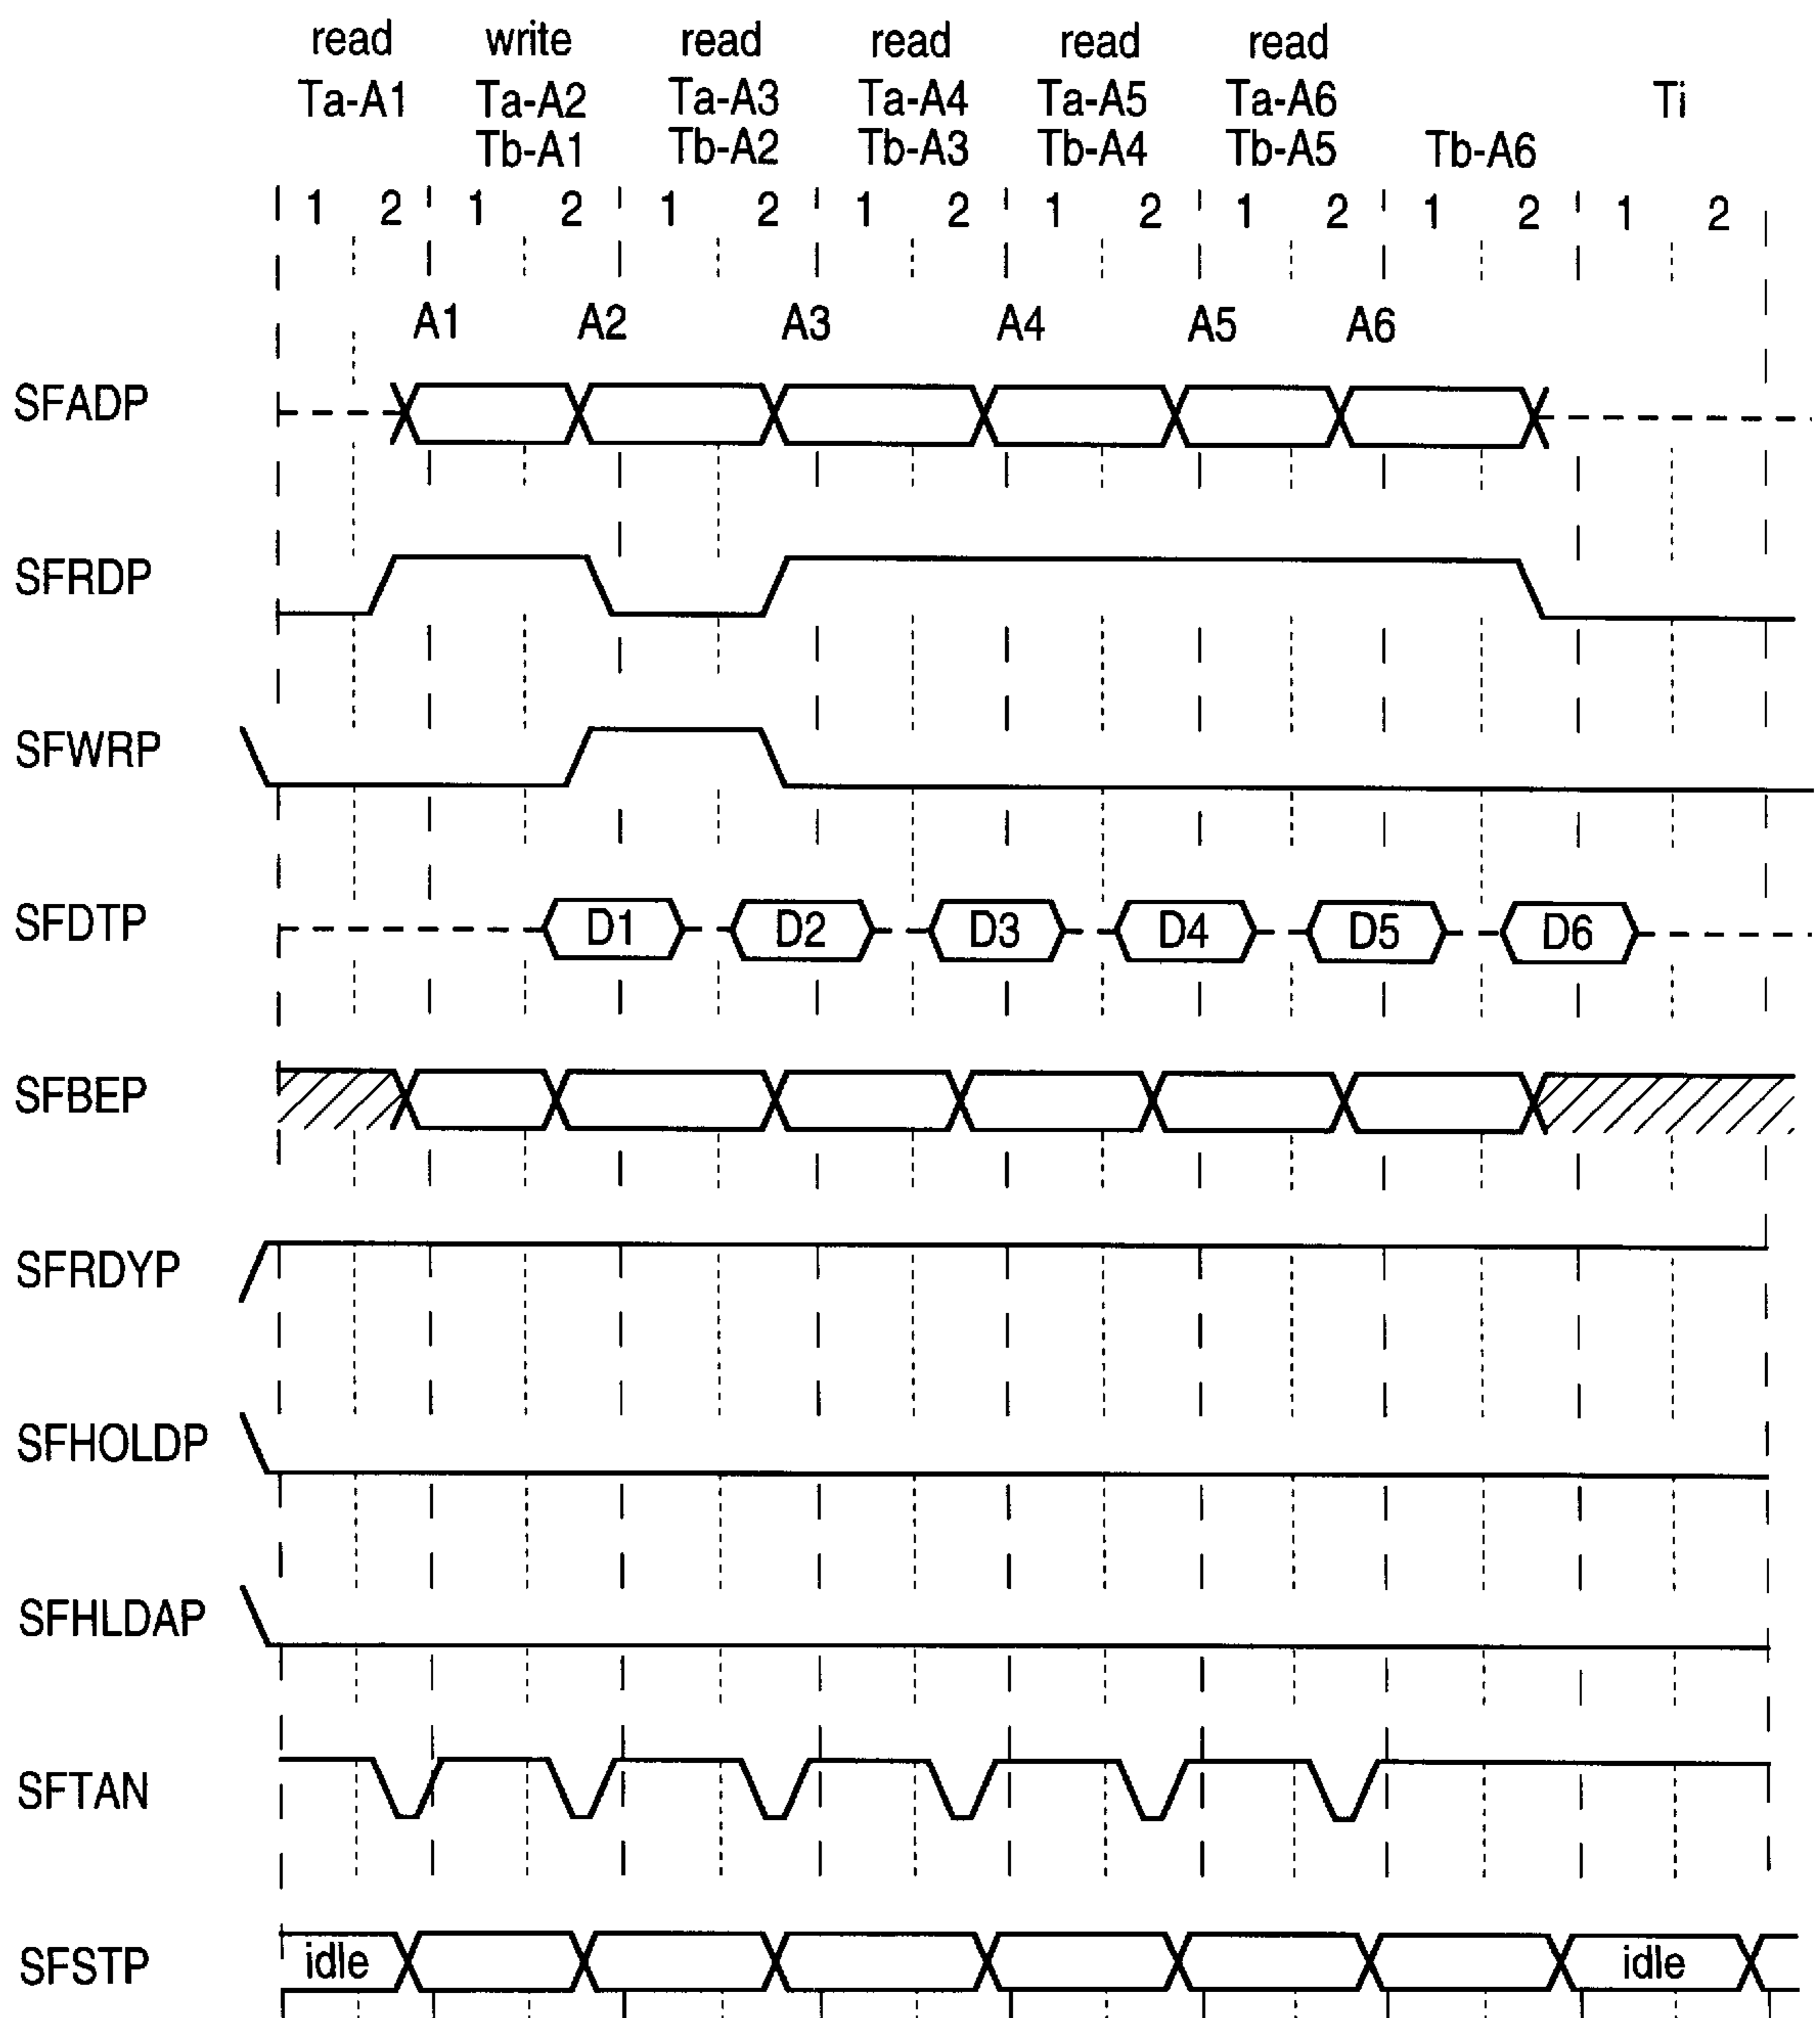 read write read read read read
Ta-A1 Ta-A2 Ta-A3 Ta-A4 Ta-A5 Ta-A6 Ti
Tb-A1 Tb-A2 Tb-A3 Tb-A4 Tb-A5 Tb-A6
1 2 1 2 1 2 1 2 1 2 1 2 1 2 1 2
A1 A2 A3 A4 A5 A6
SFADP
SFRDP
SFWRP
SFDTP D1 D2 D3 D4 D5 D6
SFBEP
SFRDYP
SFHOLDP
SFHLDAP
SFTAN
SFSTP idle idle